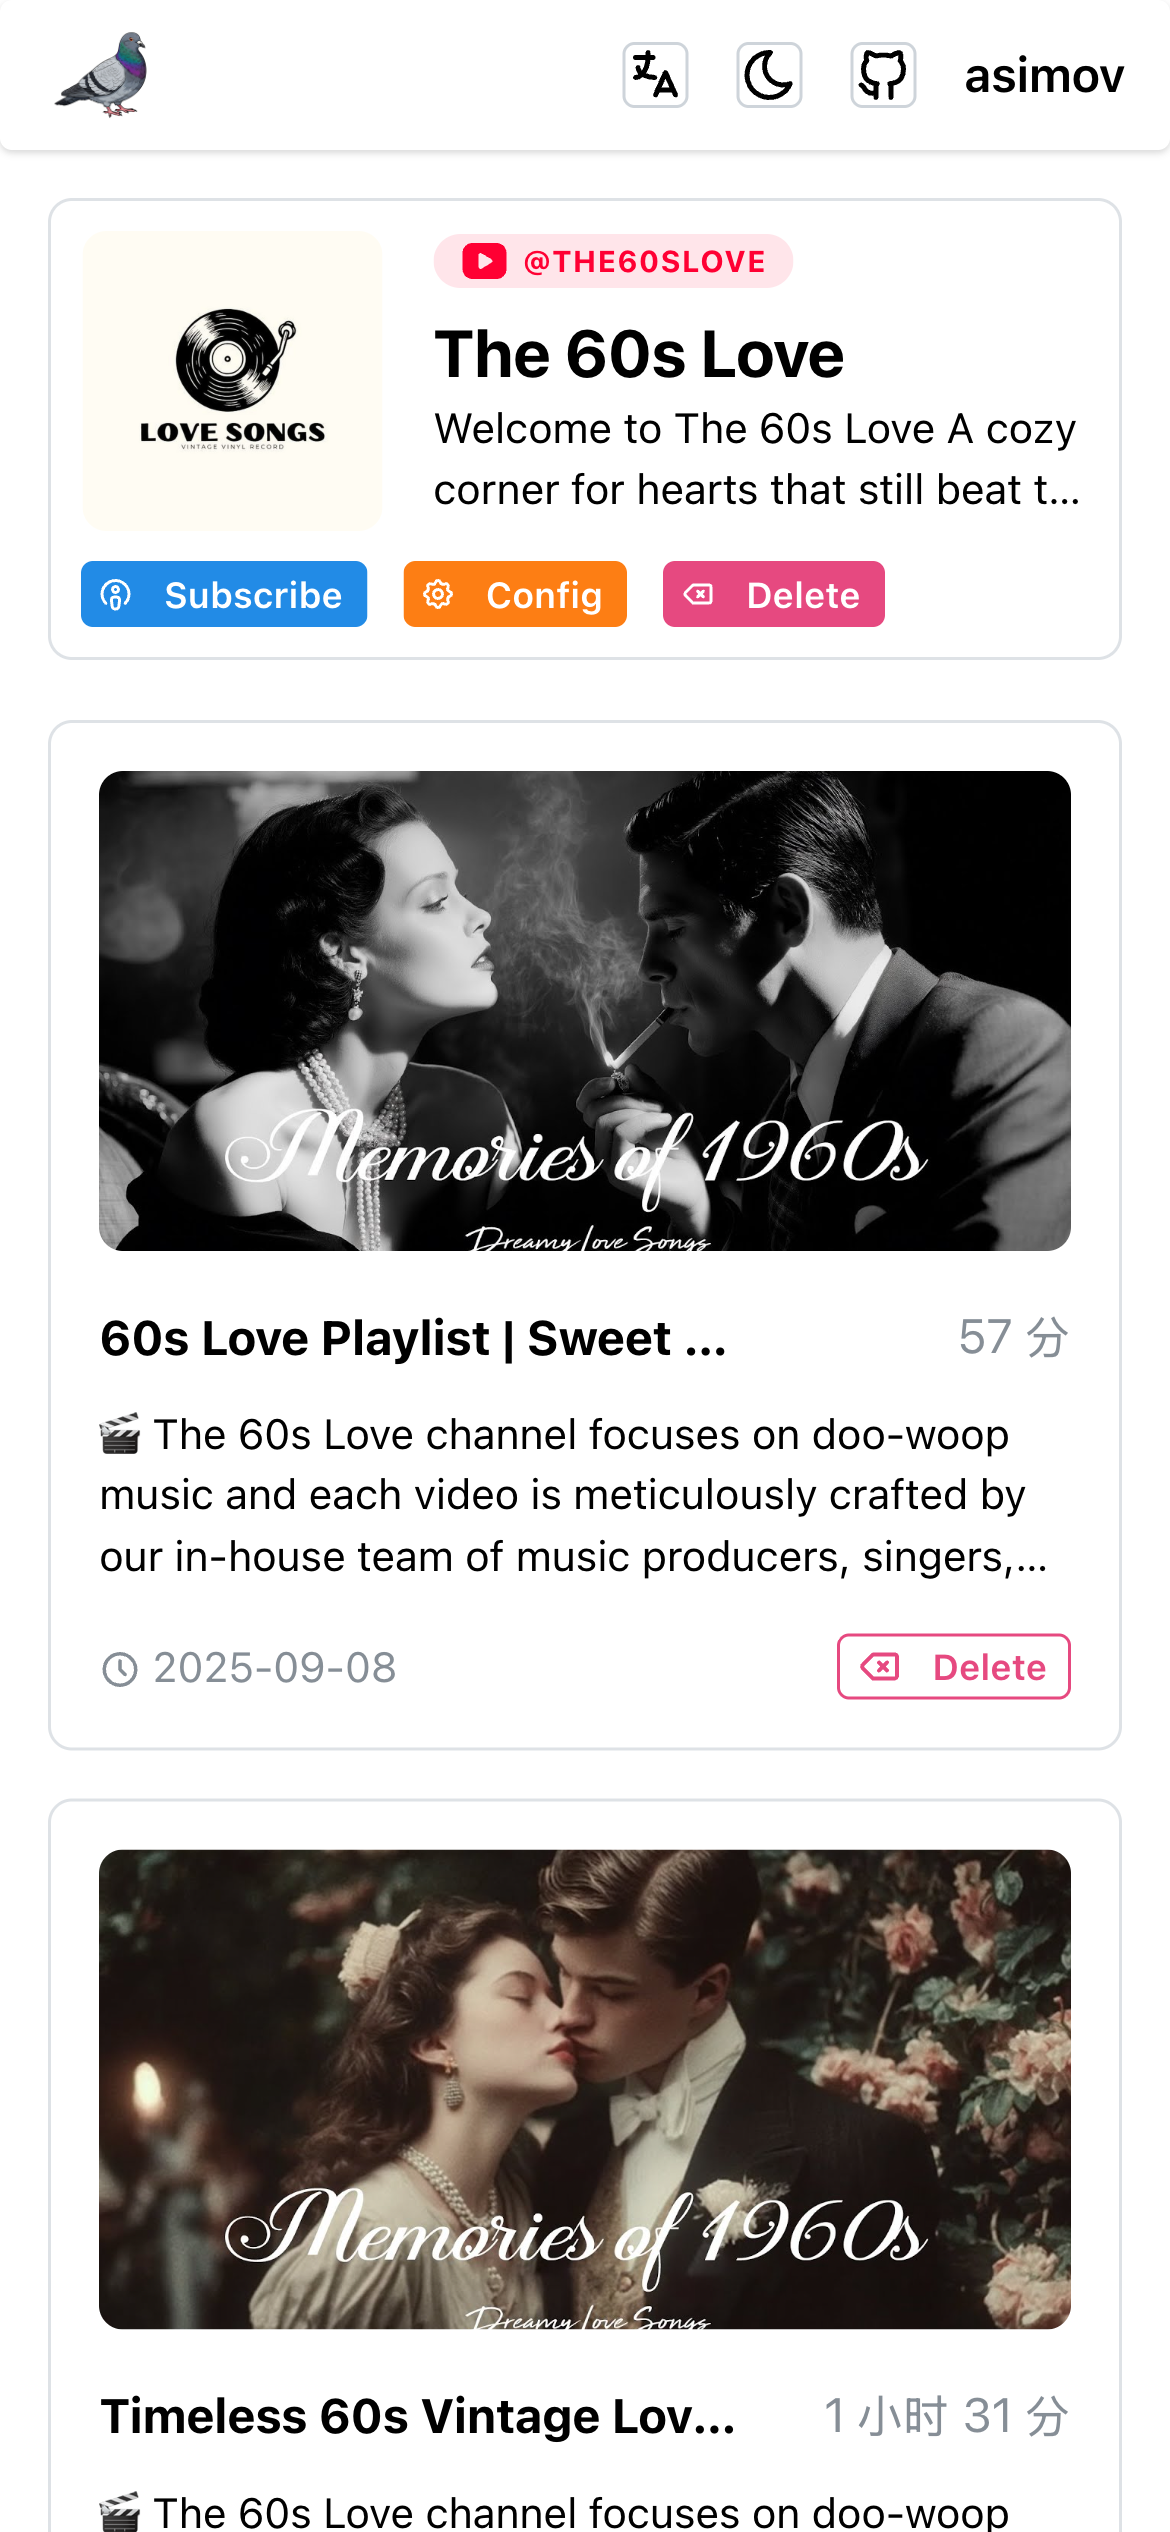 asimov
@THE60SLOVE
The 60s Love
Welcome to The 60s Love A cozy
corner for hearts that still beat t...
LOVE SONGS
VINTAGE VINYL RECORD
Subscribe
Config
Delete
Memories of 1960s
Dreamy Love Songs
60s Love Playlist | Sweet ...
57 分
🎬 The 60s Love channel focuses on doo-woop
music and each video is meticulously crafted by
our in-house team of music producers, singers,...
2025-09-08
Delete
Memories of 1960s
Dreamy Love Songs
Timeless 60s Vintage Lov...
1 小时 31 分
🎬 The 60s Love channel focuses on doo-woop